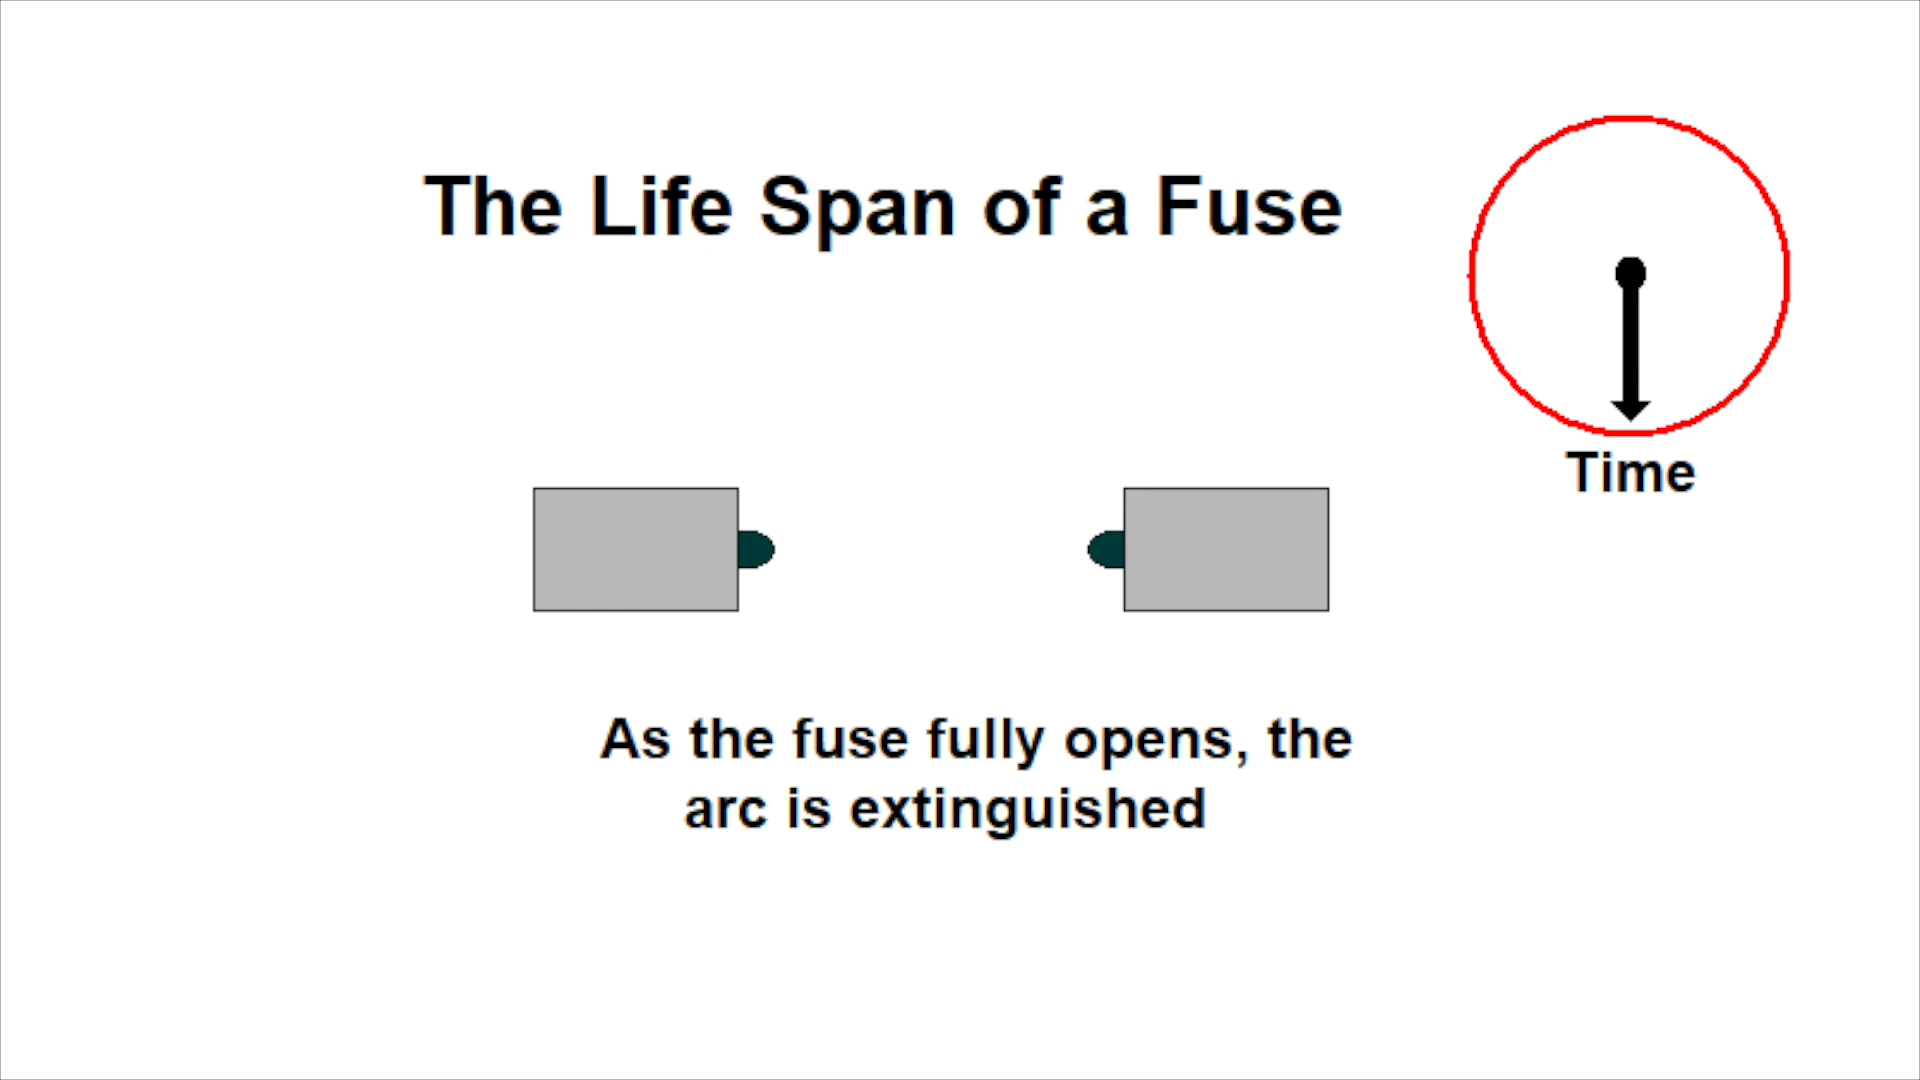 The Life Span of a Fuse
Time
As the fuse fully opens, the
arc is extinguished